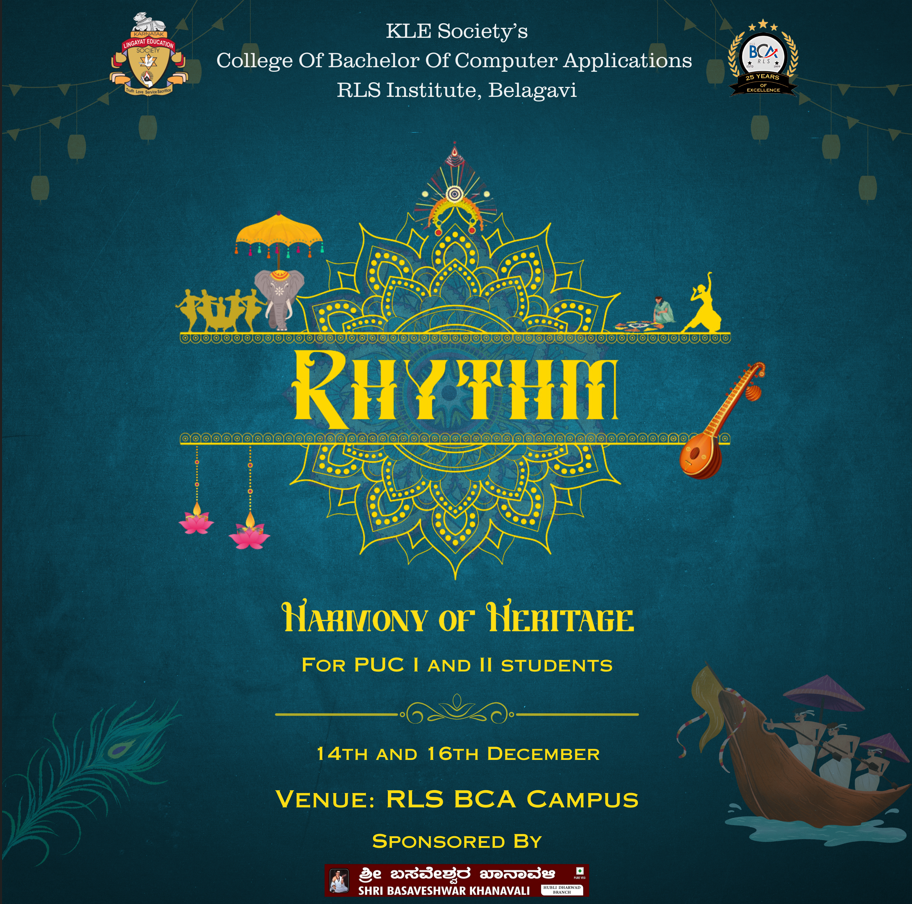 KLE Society's
College Of Bachelor Of Computer Applications
RLS Institute, Belagavi
LINGAYAT EDUCATION
SOCIETY
BCA
RLS
25 YEARS
OF
EXCELLENCE
RHYTHM
HARMONY OF HERITAGE
FOR PUC I AND II STUDENTS
14TH AND 16TH DECEMBER
VENUE: RLS BCA CAMPUS
SPONSORED BY
ಶ್ರೀ ಬಸವೇಶ್ವರ ಖಾನಾವಳಿ
SHRI BASAVESHWAR KHANAVALI
HUBLI DHARWAD
BRANCH